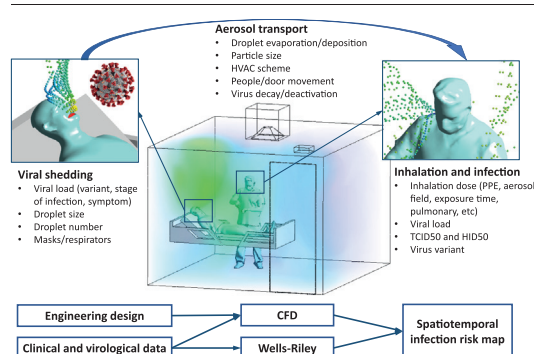 Aerosol transport
• Droplet evaporation/deposition
• Particle size
• HVAC scheme
• People/door movement
• Virus decay/deactivation
Viral shedding
• Viral load (variant, stage
of infection, symptom)
• Droplet size
• Droplet number
• Masks/respirators
Inhalation and infection
• Inhalation dose (PPE, aerosol
field, exposure time,
pulmonary, etc)
• Viral load
• TCID50 and HID50
• Virus variant
Engineering design
CFD
Clinical and virological data
Wells-Riley
Spatiotemporal
infection risk map